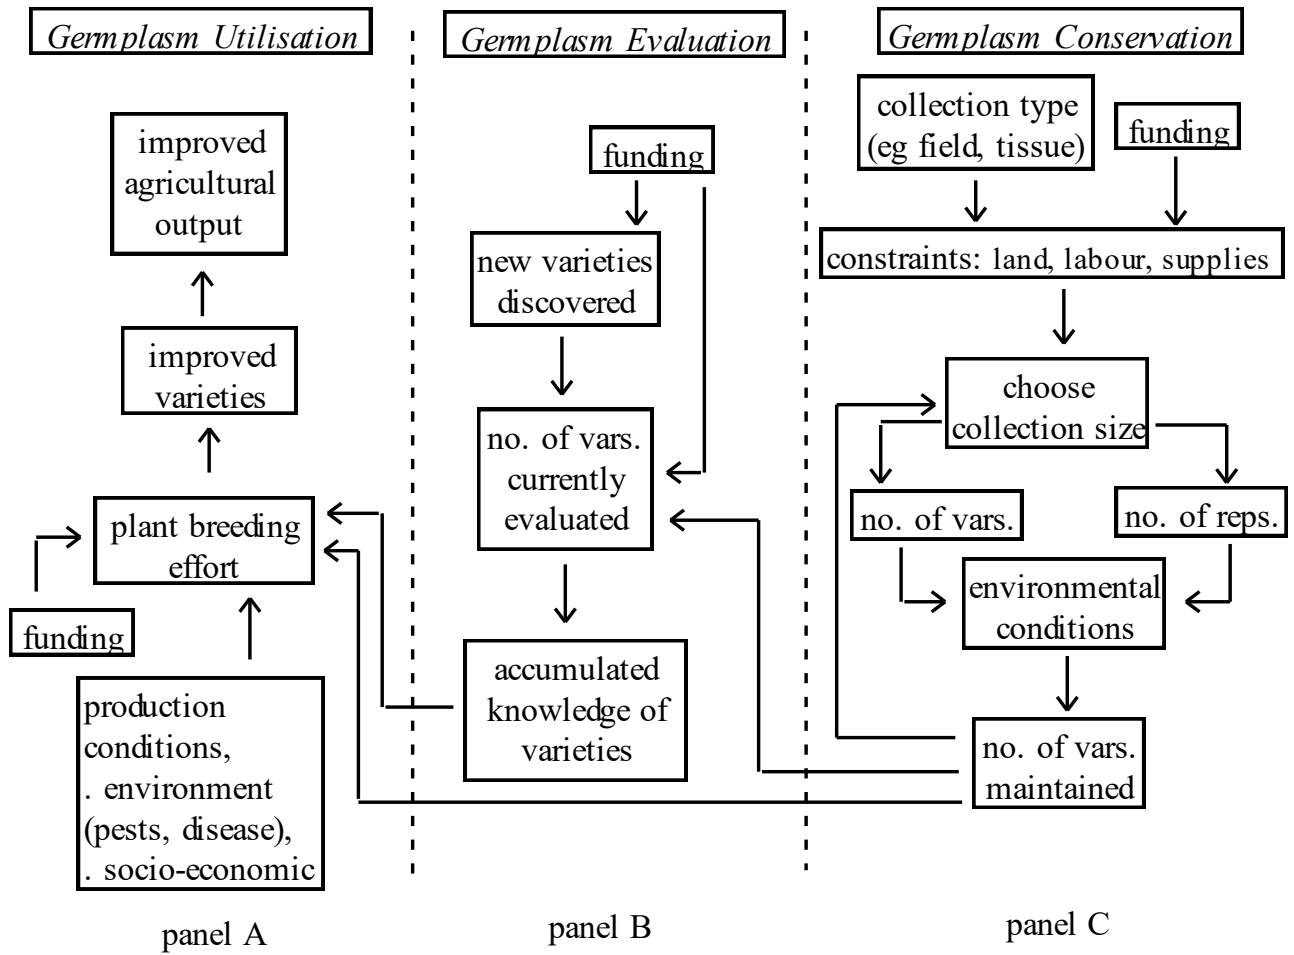 Germplasm Utilisation
improved
agricultural
output
improved
varieties
plant breeding
effort
funding
production
conditions,
. environment
(pests, disease),
. socio-economic
panel A
Germplasm Evaluation
funding
new varieties
discovered
no. of vars.
currently
evaluated
accumulated
knowledge of
varieties
panel B
Germplasm Conservation
collection type
(eg field, tissue)
funding
constraints: land, labour, supplies
choose
collection size
no. of vars.
no. of reps.
environmental
conditions
no. of vars.
maintained
panel C